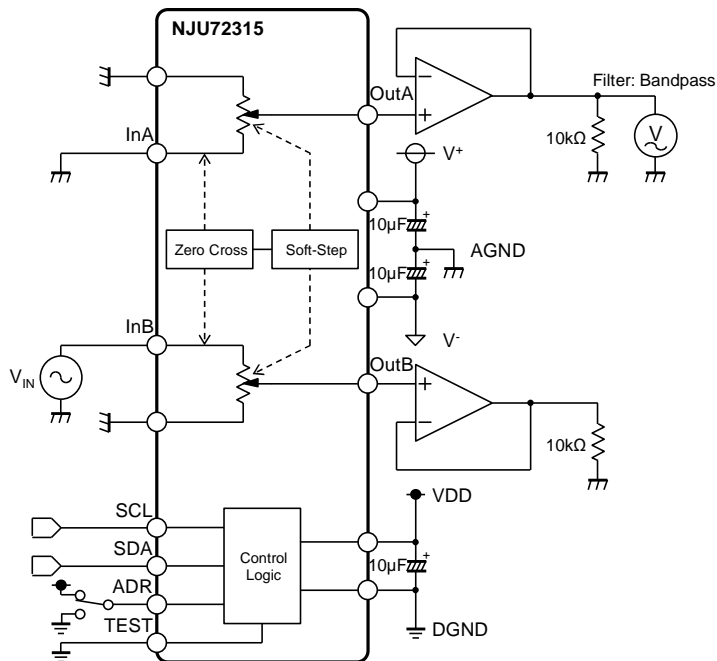 NJU72315
OutA
Filter: Bandpass
V
10kΩ
InA
V+
10µF
+
Zero Cross
Soft-Step
AGND
10µF
+
InB
V-
VIN
OutB
10kΩ
VDD
SCL
SDA
Control
Logic
10µF
+
ADR
TEST
DGND